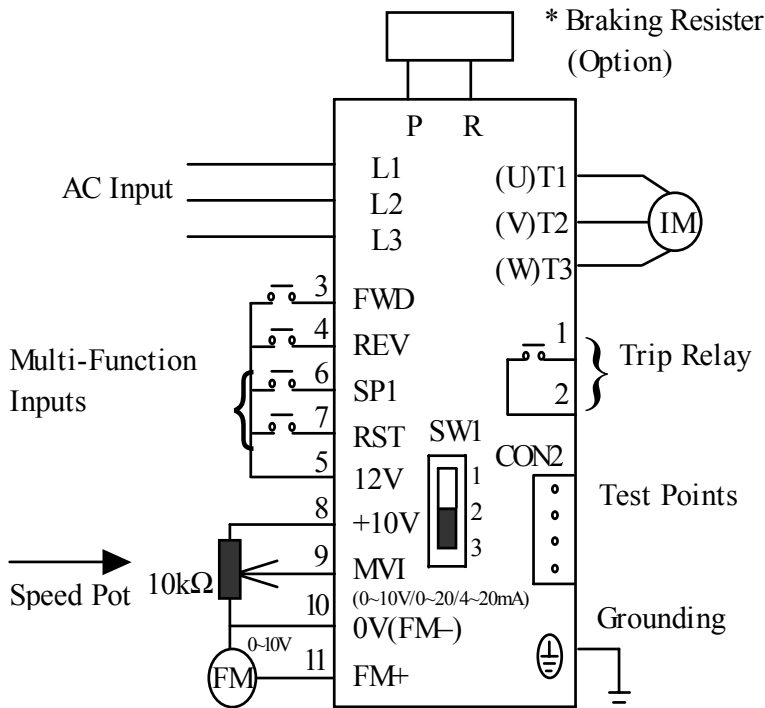 * Braking Resister
(Option)
P R
AC Input
L1
L2
L3
(U)T1
(V)T2
(W)T3
IM
Multi-Function
Inputs
3 FWD
4 REV
6 SP1
7 RST
5 12V
8 +10V
9 MVI
(0~10V/0~20/4~20mA)
10 0V(FM–)
11 FM+
SW1
1
2
3
1
2
Trip Relay
CON2
Test Points
Speed Pot
10kΩ
0~10V
FM
Grounding